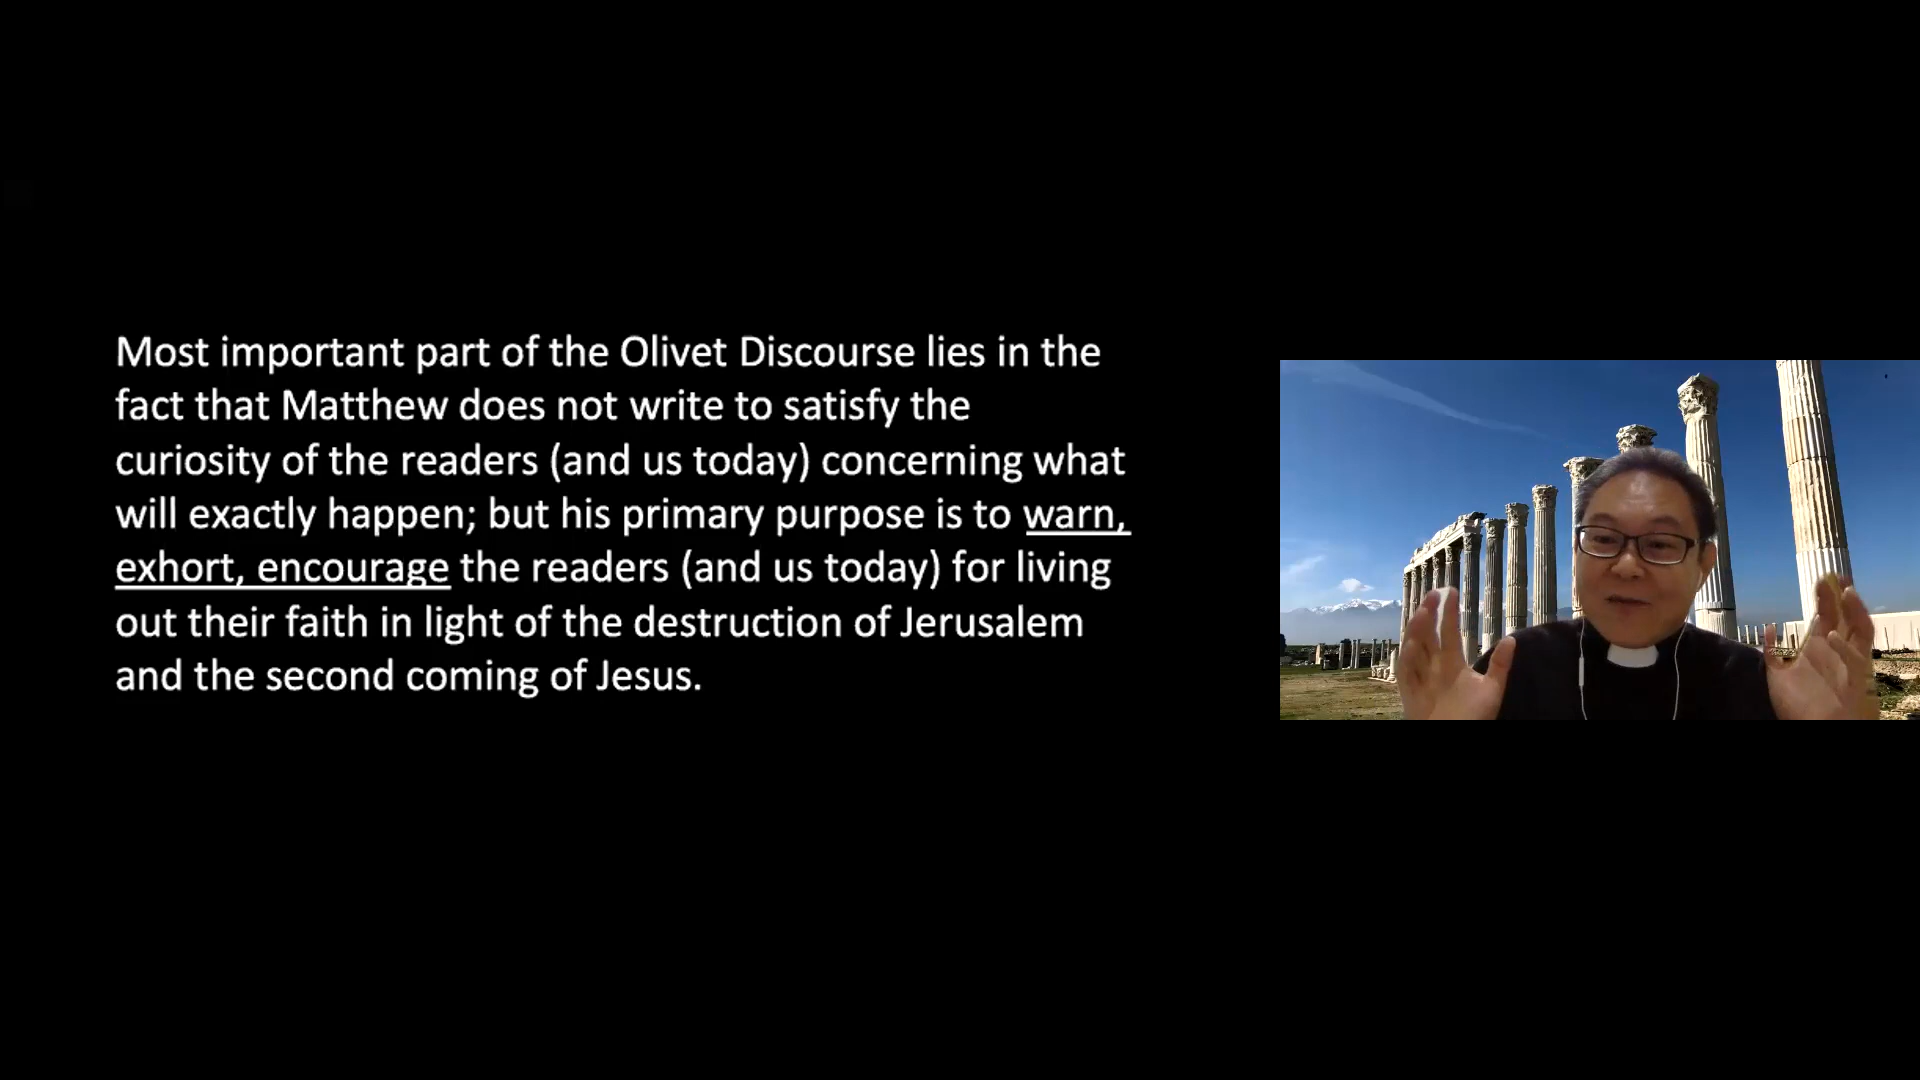 Most important part of the Olivet Discourse lies in the
fact that Matthew does not write to satisfy the
curiosity of the readers (and us today) concerning what
will exactly happen; but his primary purpose is to warn,
exhort, encourage the readers (and us today) for living
out their faith in light of the destruction of Jerusalem
and the second coming of Jesus.